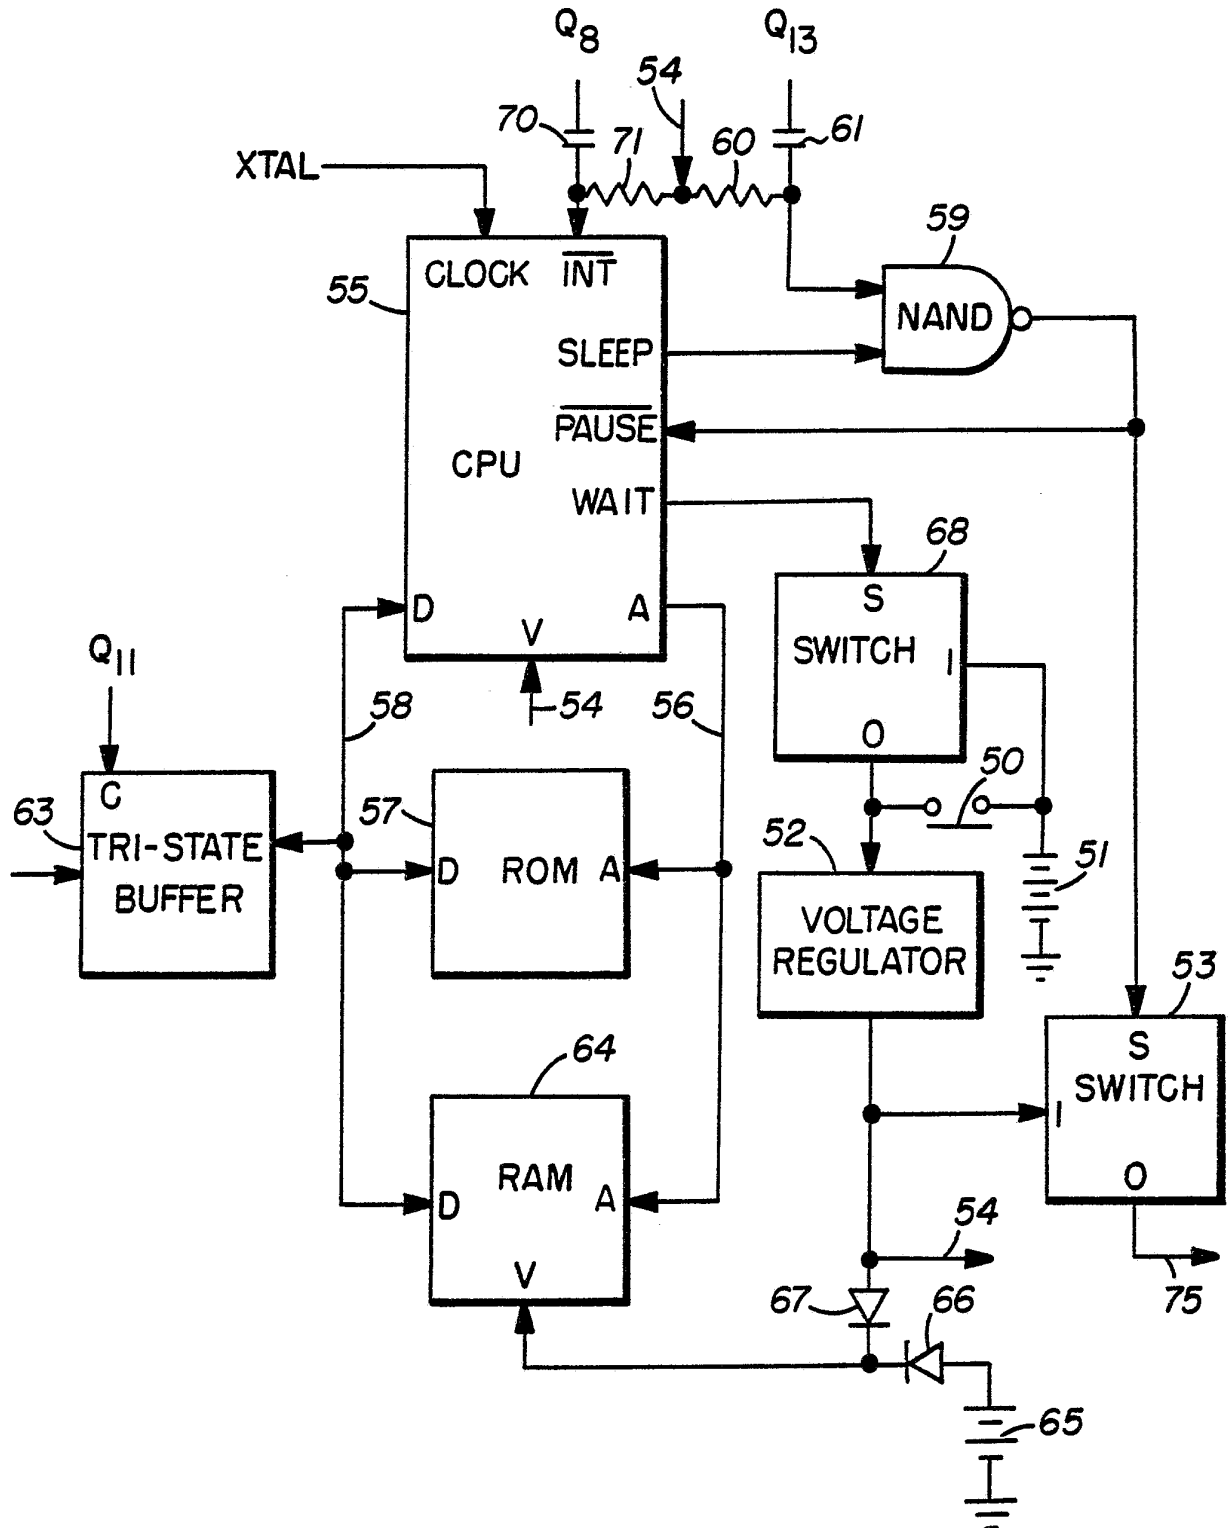 Q8
Q13
54
70
71
60
61
XTAL
59
CLOCK
INT
55
NAND
SLEEP
PAUSE
CPU
WAIT
68
D
A
S
V
SWITCH
I
Q11
58
54
56
O
50
C
63
57
52
51
TRI-STATE
BUFFER
D
ROM
A
VOLTAGE
REGULATOR
53
64
S
SWITCH
I
RAM
D
A
O
54
V
67
66
75
65